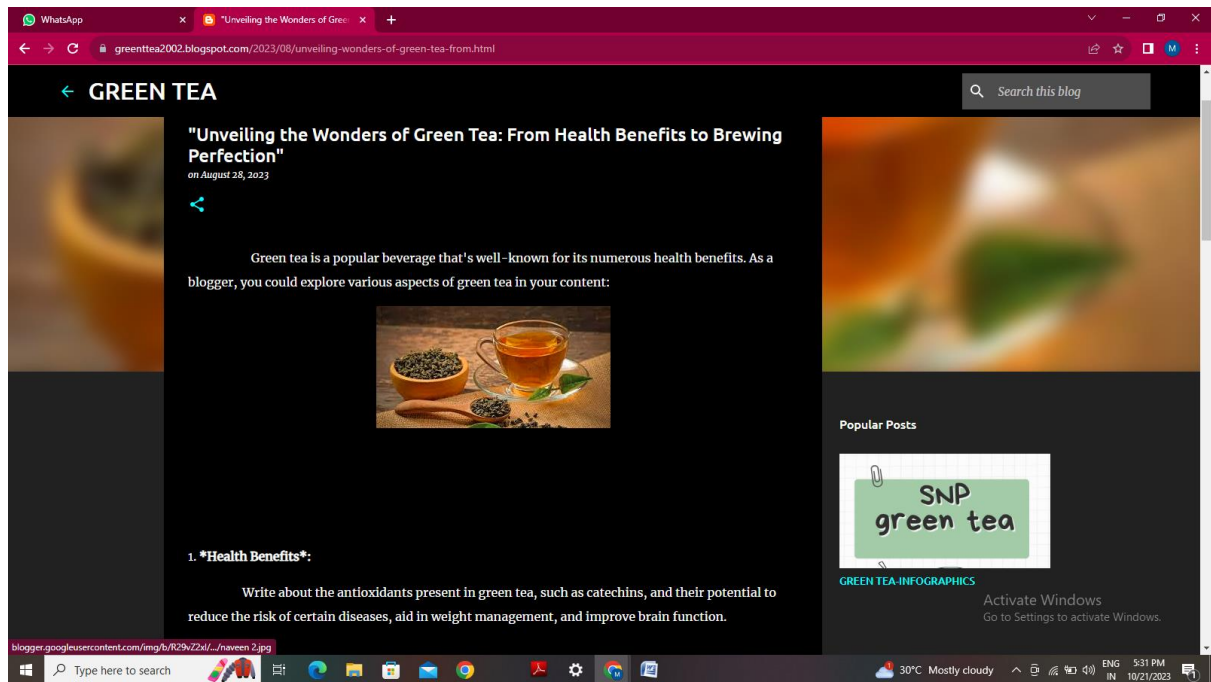 WhatsApp
"Unveiling the Wonders of Gree
greenttea2002.blogspot.com/2023/08/unveiling-wonders-of-green-tea-from.html
M
GREEN TEA
Search this blog
"Unveiling the Wonders of Green Tea: From Health Benefits to Brewing
Perfection"
on August 28, 2023
Green tea is a popular beverage that's well-known for its numerous health benefits. As a
blogger, you could explore various aspects of green tea in your content:
1. *Health Benefits*:
Write about the antioxidants present in green tea, such as catechins, and their potential to
reduce the risk of certain diseases, aid in weight management, and improve brain function.
Popular Posts
SNP
green tea
GREEN TEA-INFOGRAPHICS
Activate Windows
Go to Settings to activate Windows.
blogger.googleusercontent.com/img/b/R29vZ2xl/.../naveen 2.jpg
Type here to search
30°C Mostly cloudy
ENG
IN
5:31 PM
10/21/2023